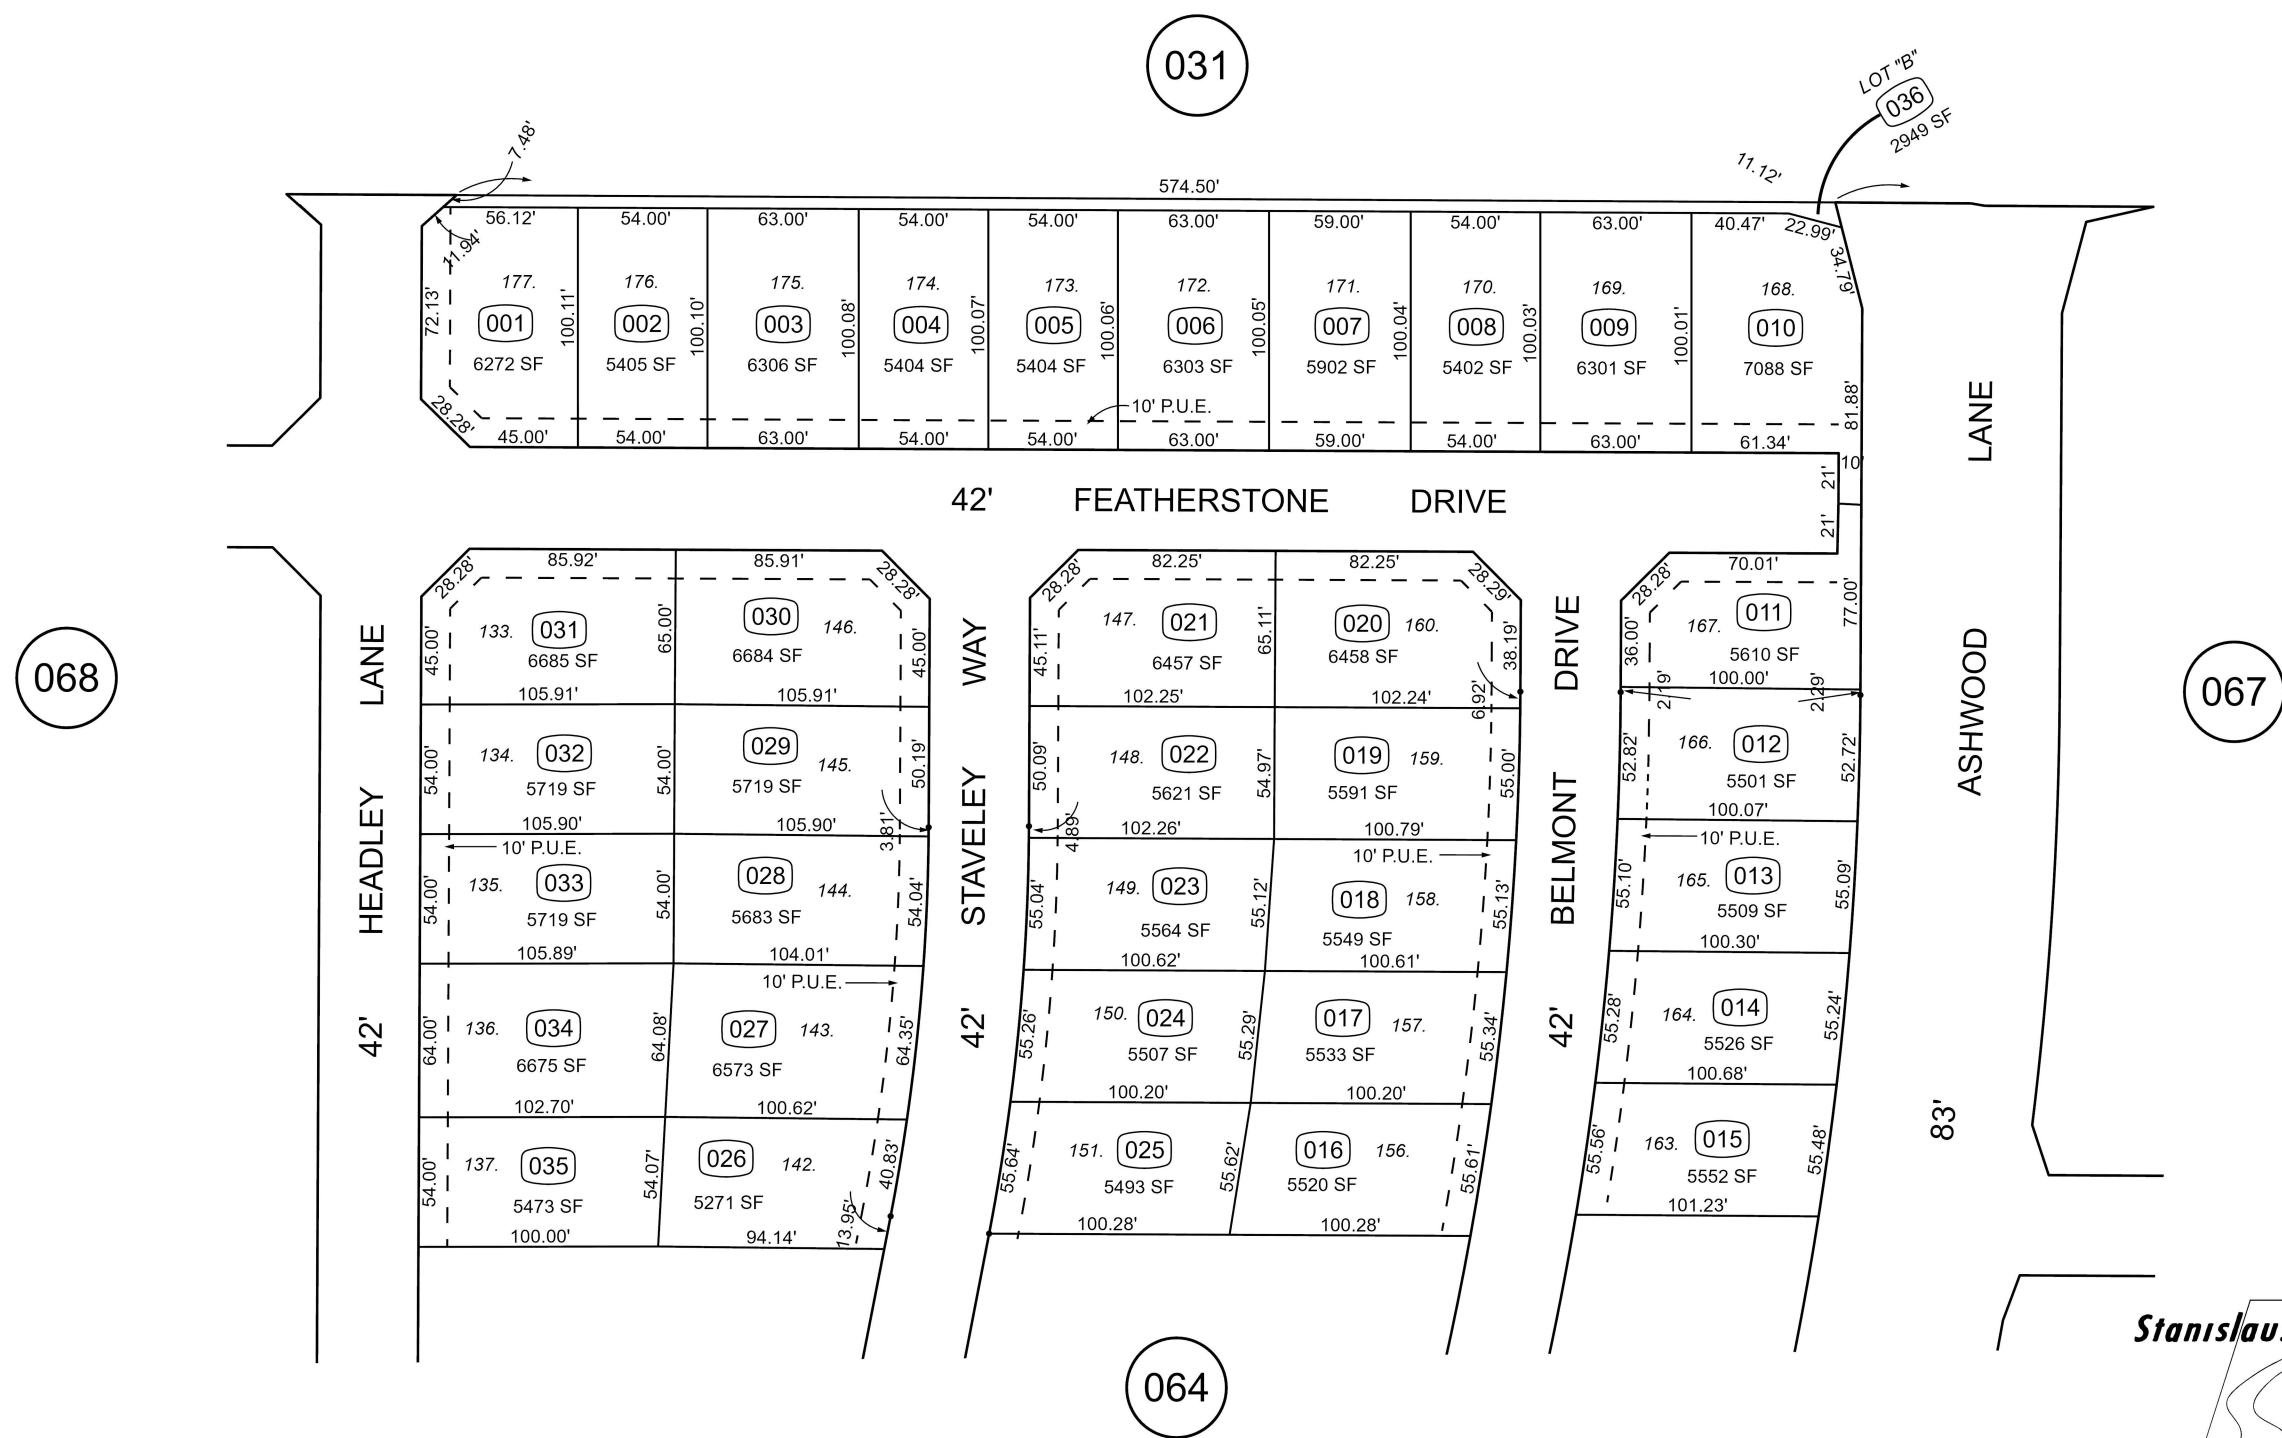 031
LOT "B"
036
2949 SF
7.48'
11.12'
574.50'
11.94'
56.12' 54.00' 63.00' 54.00' 54.00' 63.00' 59.00' 54.00' 63.00' 40.47' 22.99'
34.79'
177. 176. 175. 174. 173. 172. 171. 170. 169. 168.
72.13' 100.11' 100.10' 100.08' 100.07' 100.06' 100.05' 100.04' 100.03' 100.01'
001 002 003 004 005 006 007 008 009 010
6272 SF 5405 SF 6306 SF 5404 SF 5404 SF 6303 SF 5902 SF 5402 SF 6301 SF 7088 SF
81.88'
10' P.U.E.
28.28'
45.00' 54.00' 63.00' 54.00' 54.00' 63.00' 59.00' 54.00' 63.00' 61.34'
10'
21'
21'
42' FEATHERSTONE DRIVE
068
067
42' HEADLEY LANE
42' STAVELEY WAY
42' BELMONT DRIVE
83' ASHWOOD LANE
28.28' 85.92' 85.91' 28.28'
45.00' 133. 031 65.00' 030 146. 45.00'
6685 SF 6684 SF
105.91' 105.91'
54.00' 134. 032 54.00' 029 145. 50.19'
5719 SF 5719 SF
3.81'
105.90' 105.90'
10' P.U.E.
54.00' 135. 033 54.00' 028 144. 54.04'
5719 SF 5683 SF
105.89' 104.01'
10' P.U.E.
64.00' 136. 034 64.08' 027 143. 64.35'
6675 SF 6573 SF
102.70' 100.62'
54.00' 137. 035 54.07' 026 142. 40.83'
5473 SF 5271 SF
13.95'
100.00' 94.14'
28.28' 82.25' 82.25' 28.29'
45.11' 147. 021 65.11' 020 160. 38.19'
6457 SF 6458 SF
6.92'
102.25' 102.24'
50.09' 148. 022 54.97' 019 159. 55.00'
5621 SF 5591 SF
4.89'
102.26' 100.79'
10' P.U.E.
55.04' 149. 023 55.12' 018 158. 55.13'
5564 SF 5549 SF
100.62' 100.61'
55.26' 150. 024 55.29' 017 157. 55.34'
5507 SF 5533 SF
100.20' 100.20'
55.64' 151. 025 55.62' 016 156. 55.61'
5493 SF 5520 SF
100.28' 100.28'
28.28' 70.01'
36.00' 167. 011 77.00'
5610 SF
100.00'
2.19' 2.29'
52.82' 166. 012 52.72'
5501 SF
100.07'
10' P.U.E.
55.10' 165. 013 55.09'
5509 SF
100.30'
55.28' 164. 014 55.24'
5526 SF
100.68'
55.56' 163. 015 55.48'
5552 SF
101.23'
064
Stanislau